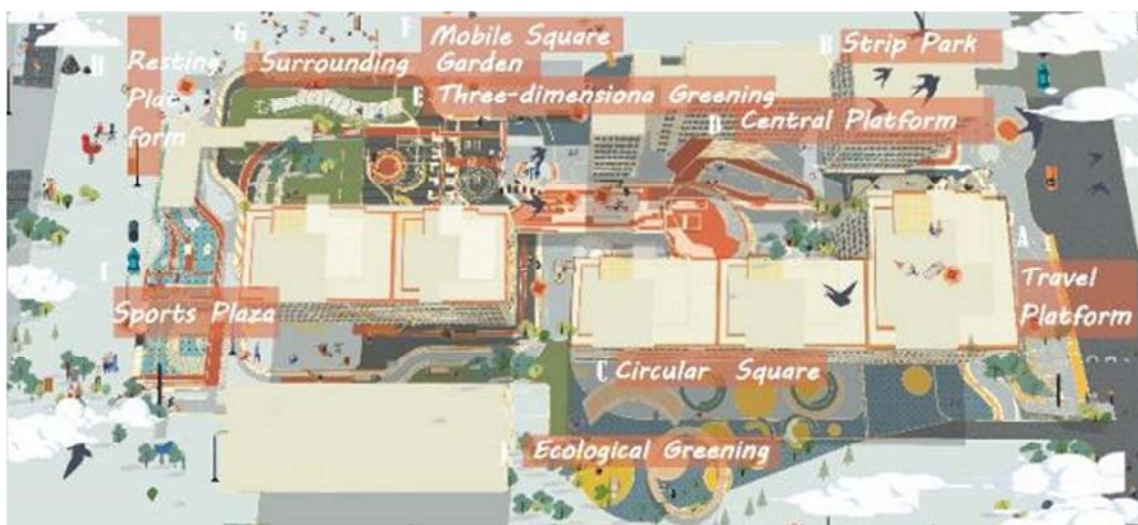 F Mobile Square
B Strip Park
G Surrounding Garden
H Resting
Plat
form
E Three-dimensiona Greening
D Central Platform
A
Travel
Platform
I
Sports Plaza
C Circular Square
Ecological Greening